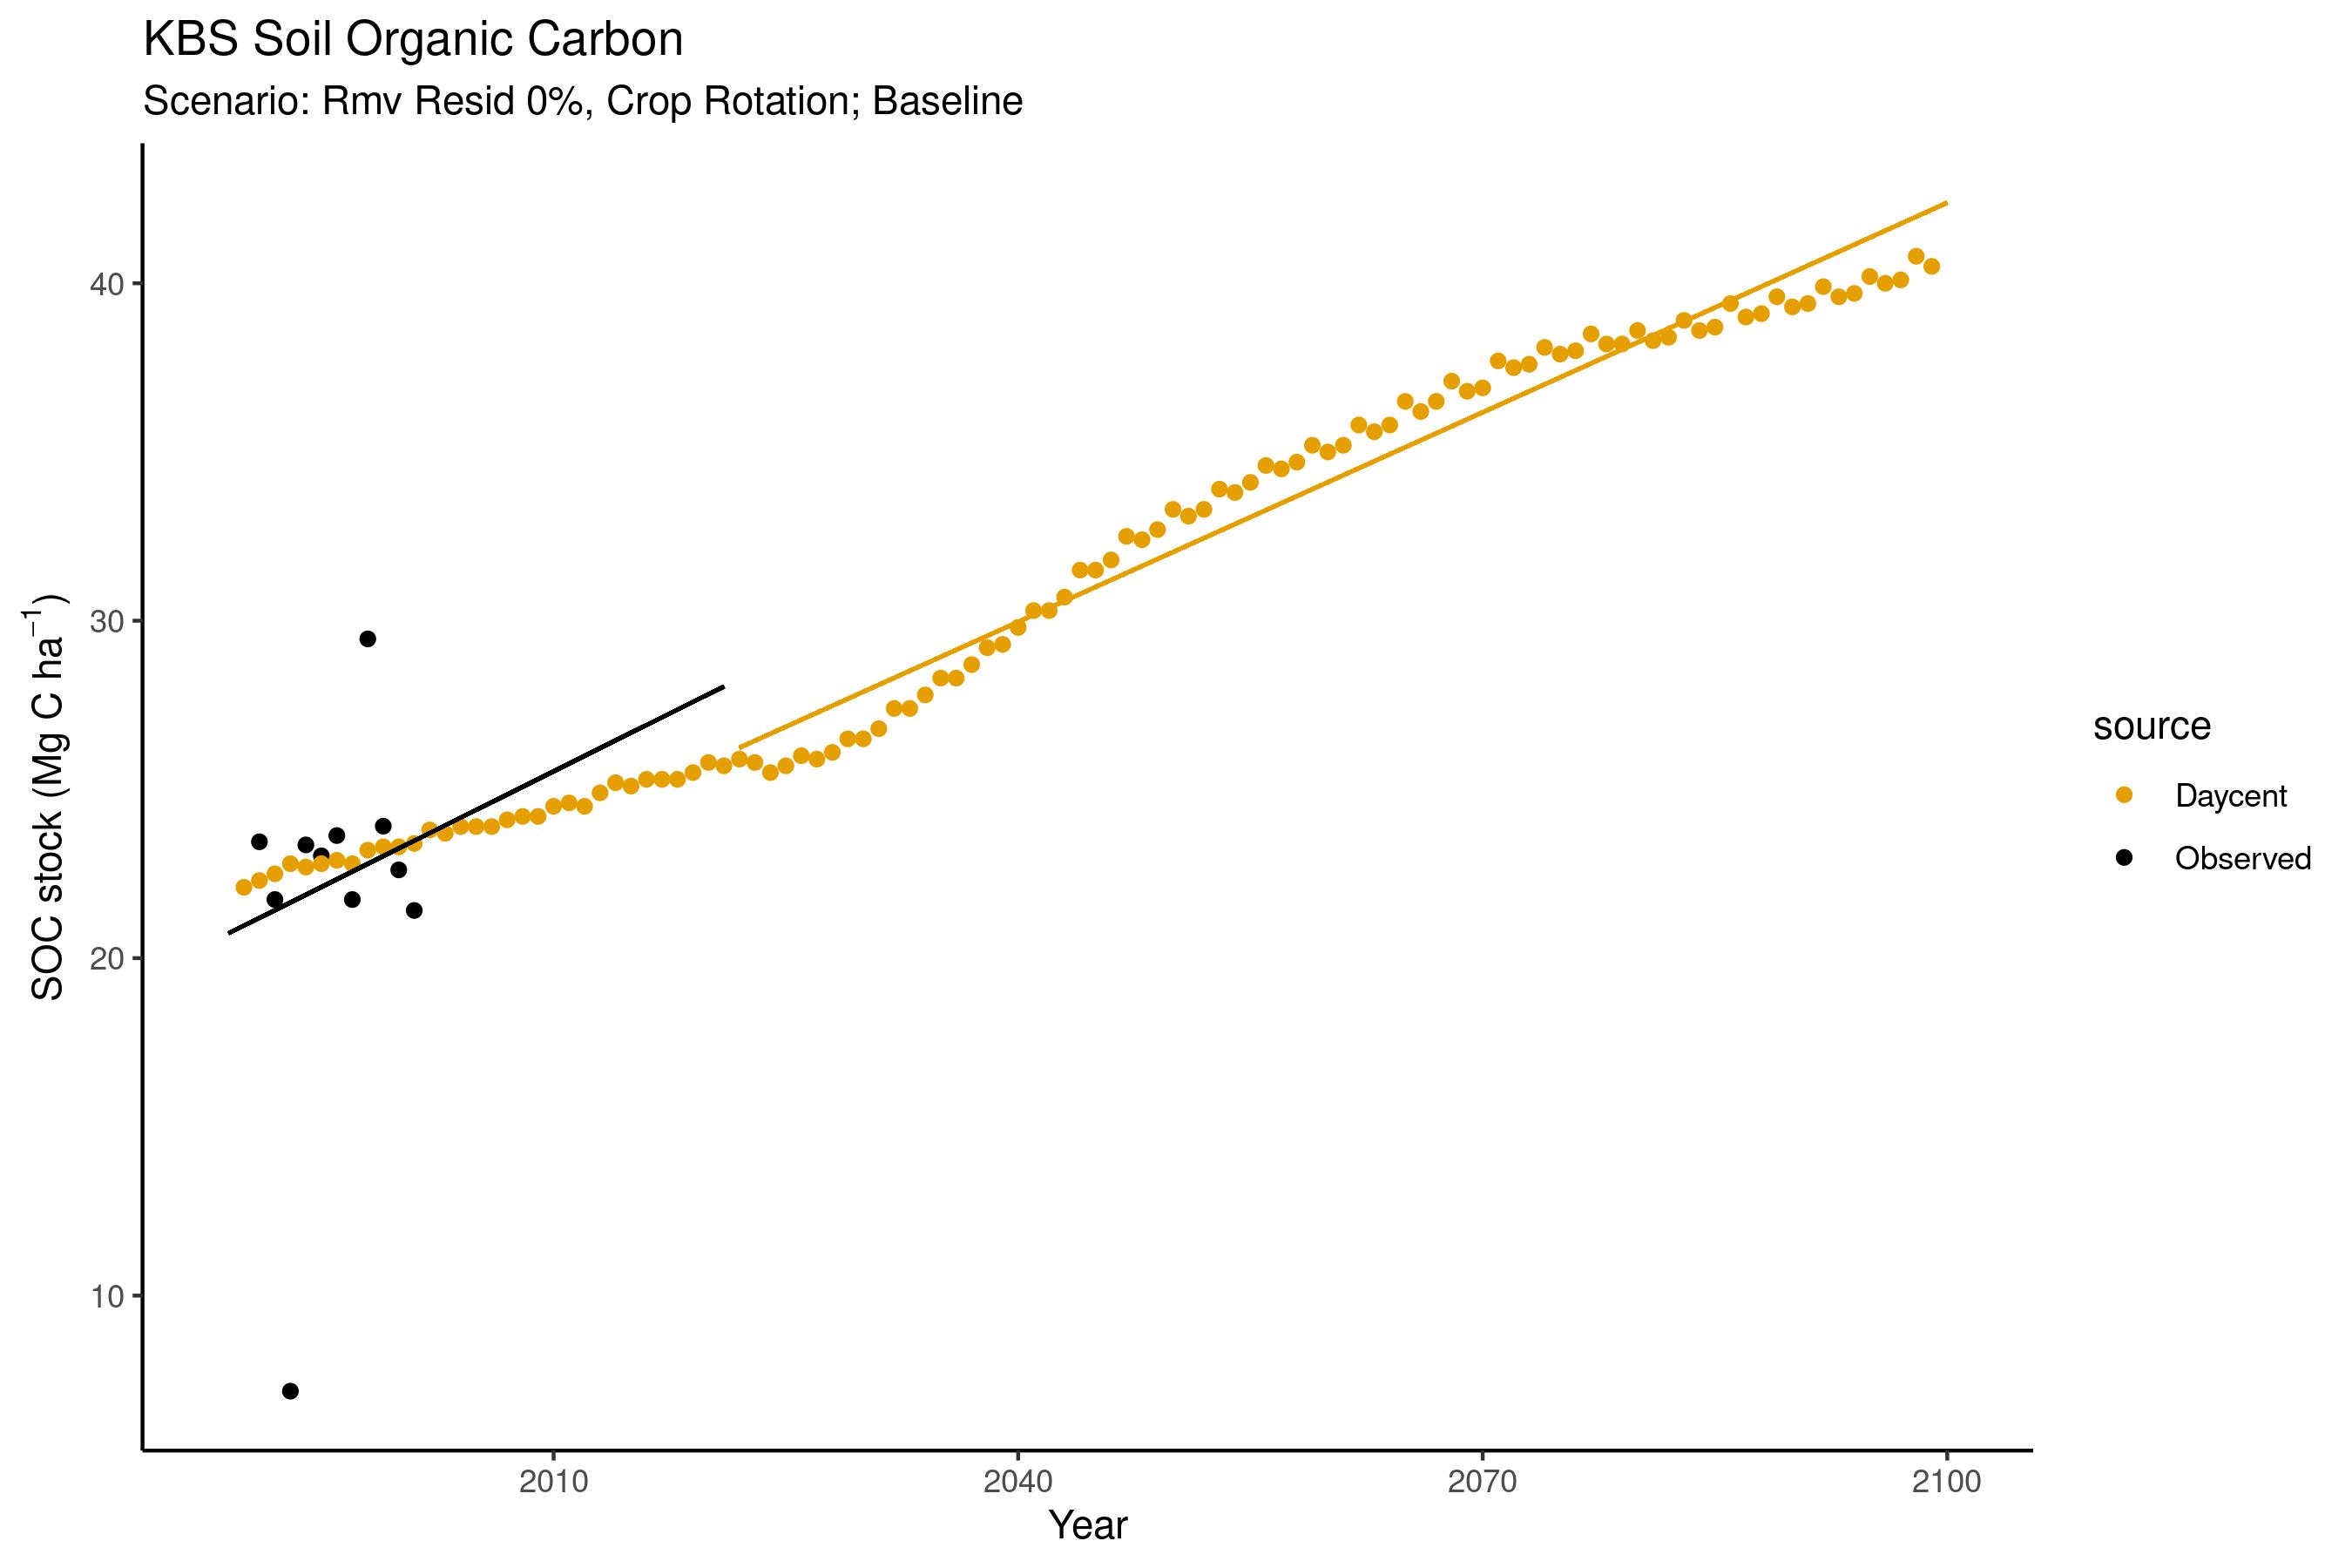 KBS Soil Organic Carbon
Scenario: Rmv Resid 0%, Crop Rotation; Baseline
SOC stock (Mg C ha⁻¹)
40
30
20
10
2010 2040 2070 2100
Year
source
Daycent
Observed